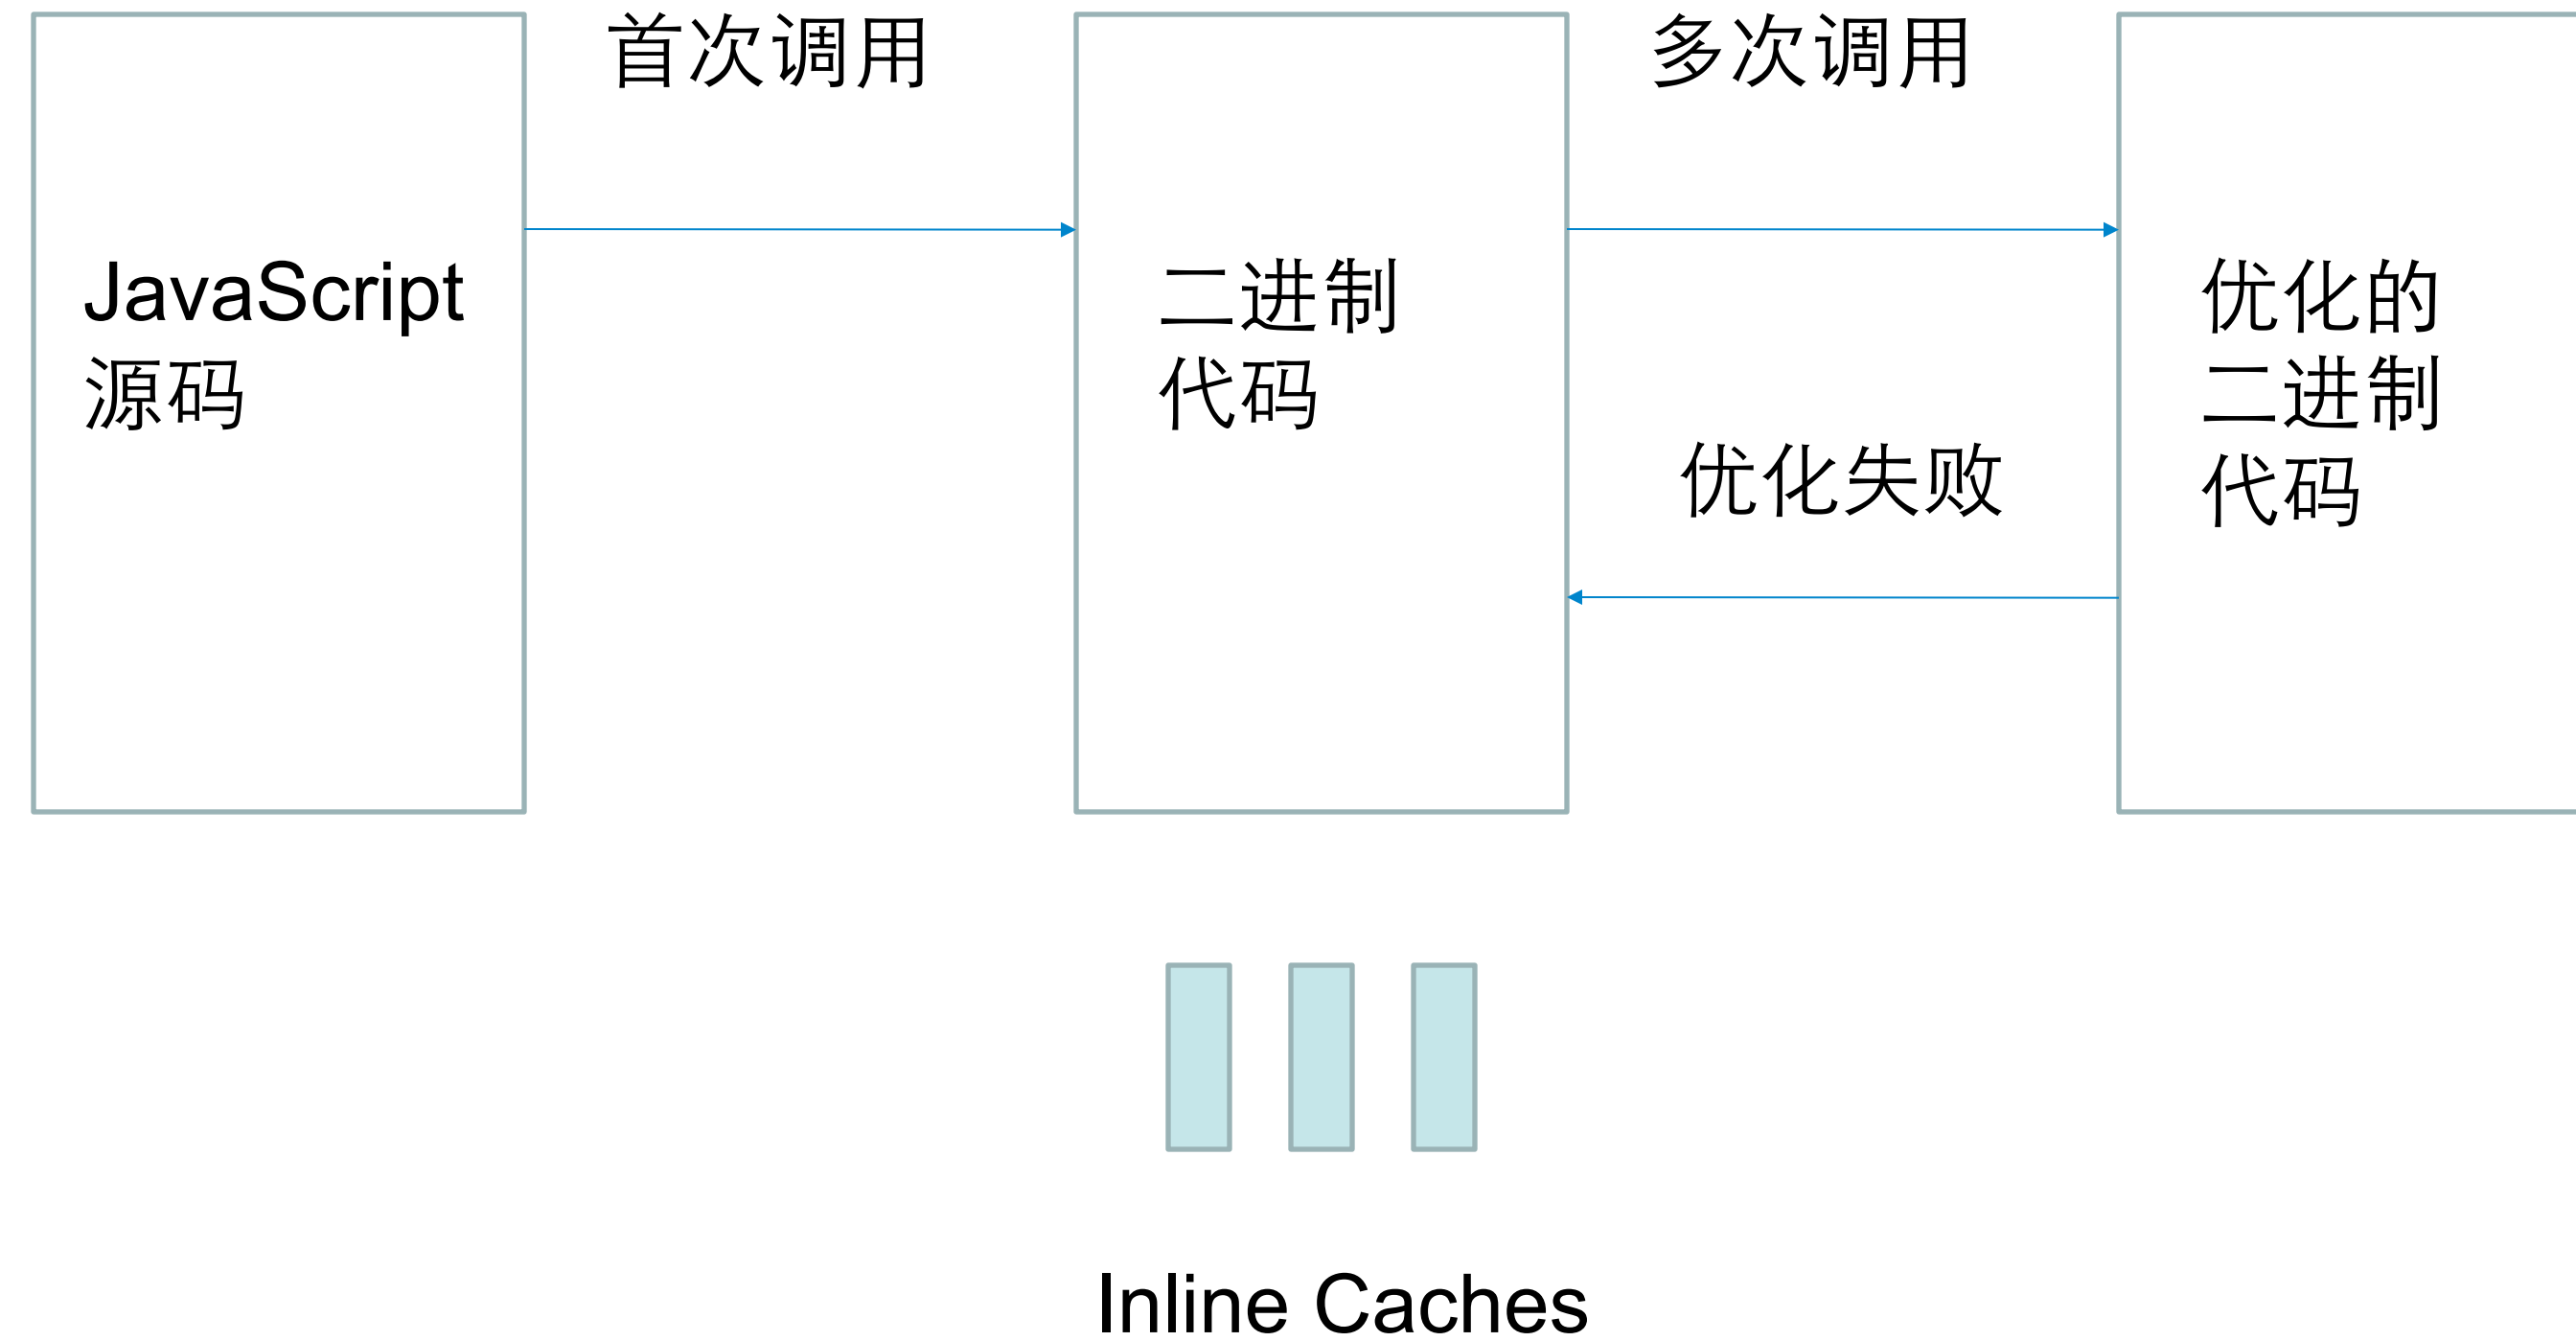 首次调用
多次调用
JavaScript
源码
二进制
代码
优化失败
优化的
二进制
代码
Inline Caches